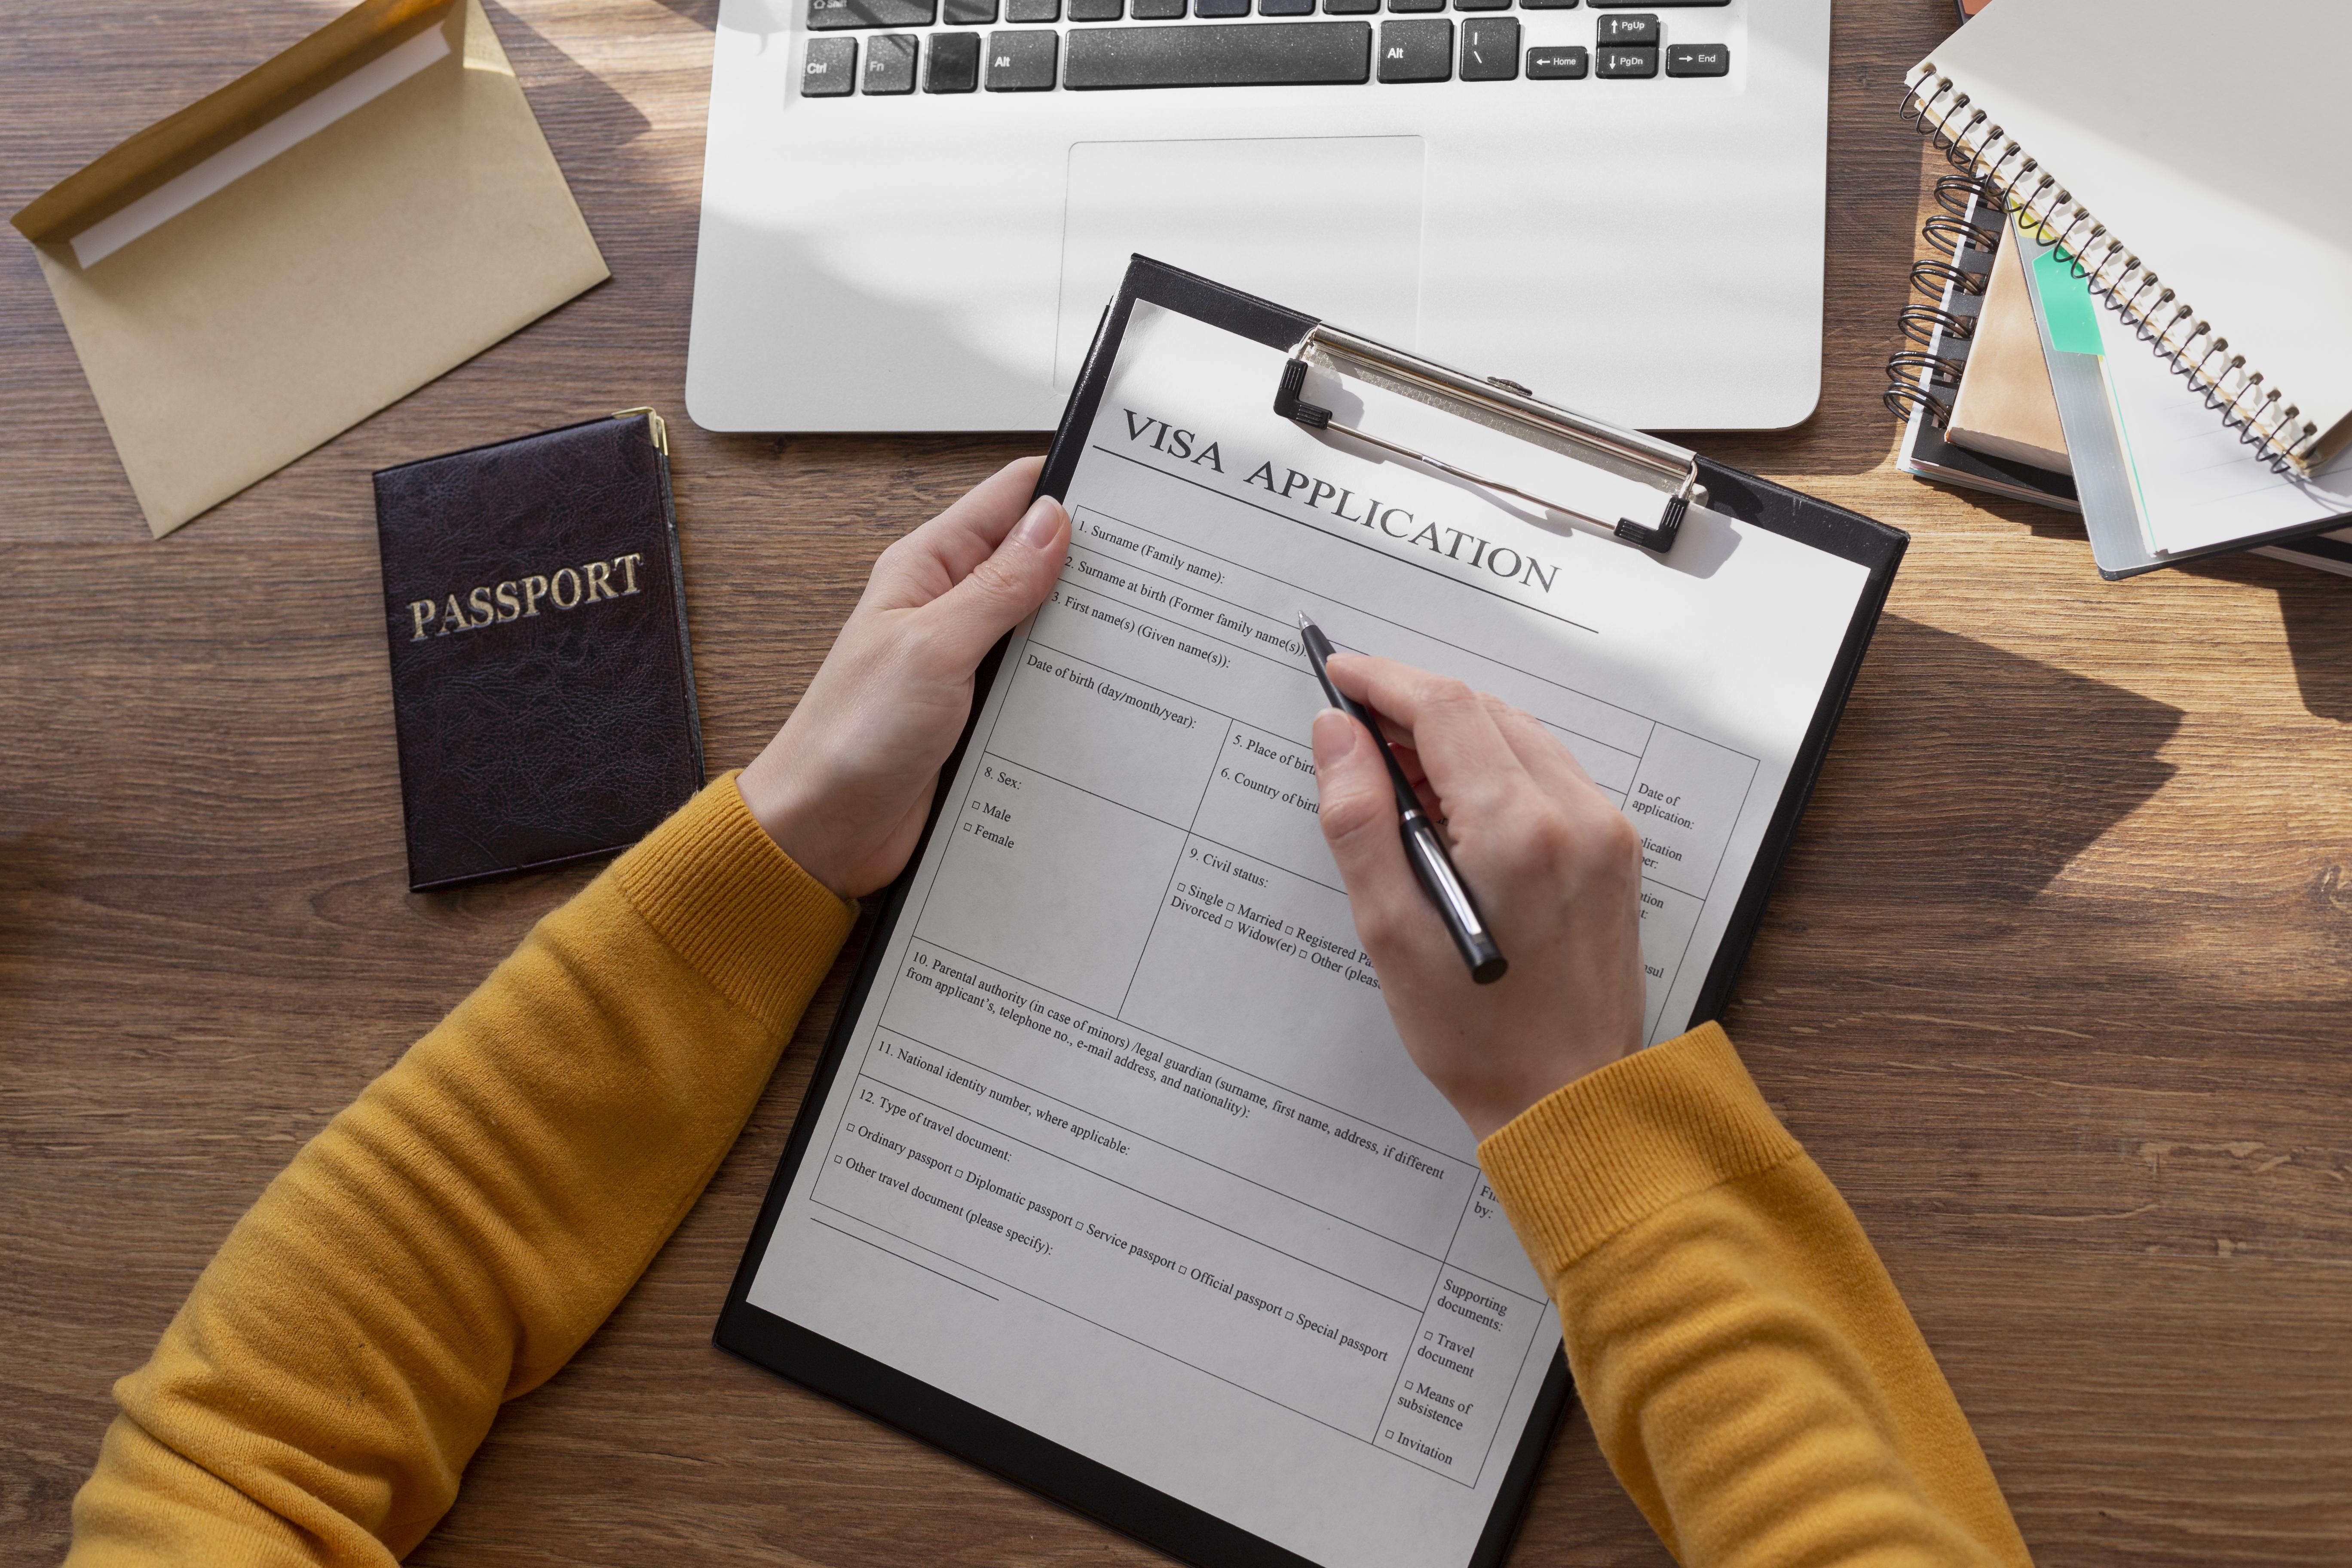 Shift
Ctrl
Fn
Alt
Alt
|
\
← Home
↑ PgUp
↓ PgDn
→ End
PASSPORT
VISA APPLICATION
1. Surname (Family name):
2. Surname at birth (Former family name(s)):
3. First name(s) (Given name(s)):
Date of birth (day/month/year):
5. Place of birth
6. Country of birth
Date of
application:
8. Sex:
□ Male
□ Female
9. Civil status:
□ Single □ Married □ Registered
Divorced □ Widow(er) □ Other (please
10. Parental authority (in case of minors) /legal guardian (surname, first name, address, if different
from applicant's, telephone no., e-mail address, and nationality):
11. National identity number, where applicable:
12. Type of travel document:
□ Ordinary passport □ Diplomatic passport □ Service passport □ Official passport □ Special passport
□ Other travel document (please specify):
by:
Supporting
documents:
□ Travel
document
□ Means of
subsistence
□ Invitation